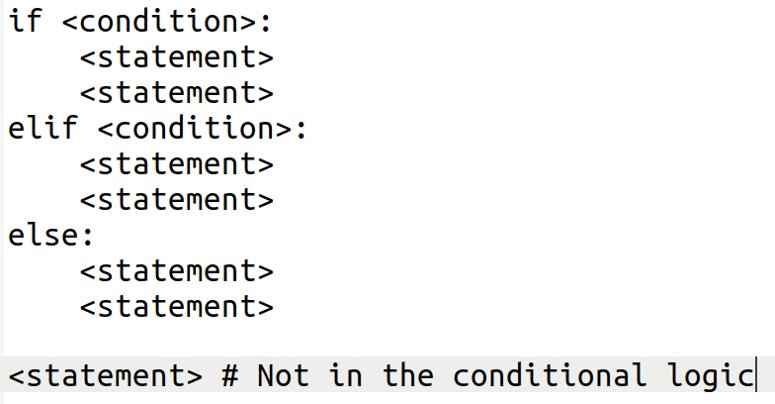 if <condition>:
    <statement>
    <statement>
elif <condition>:
    <statement>
    <statement>
else:
    <statement>
    <statement>

<statement> # Not in the conditional logic